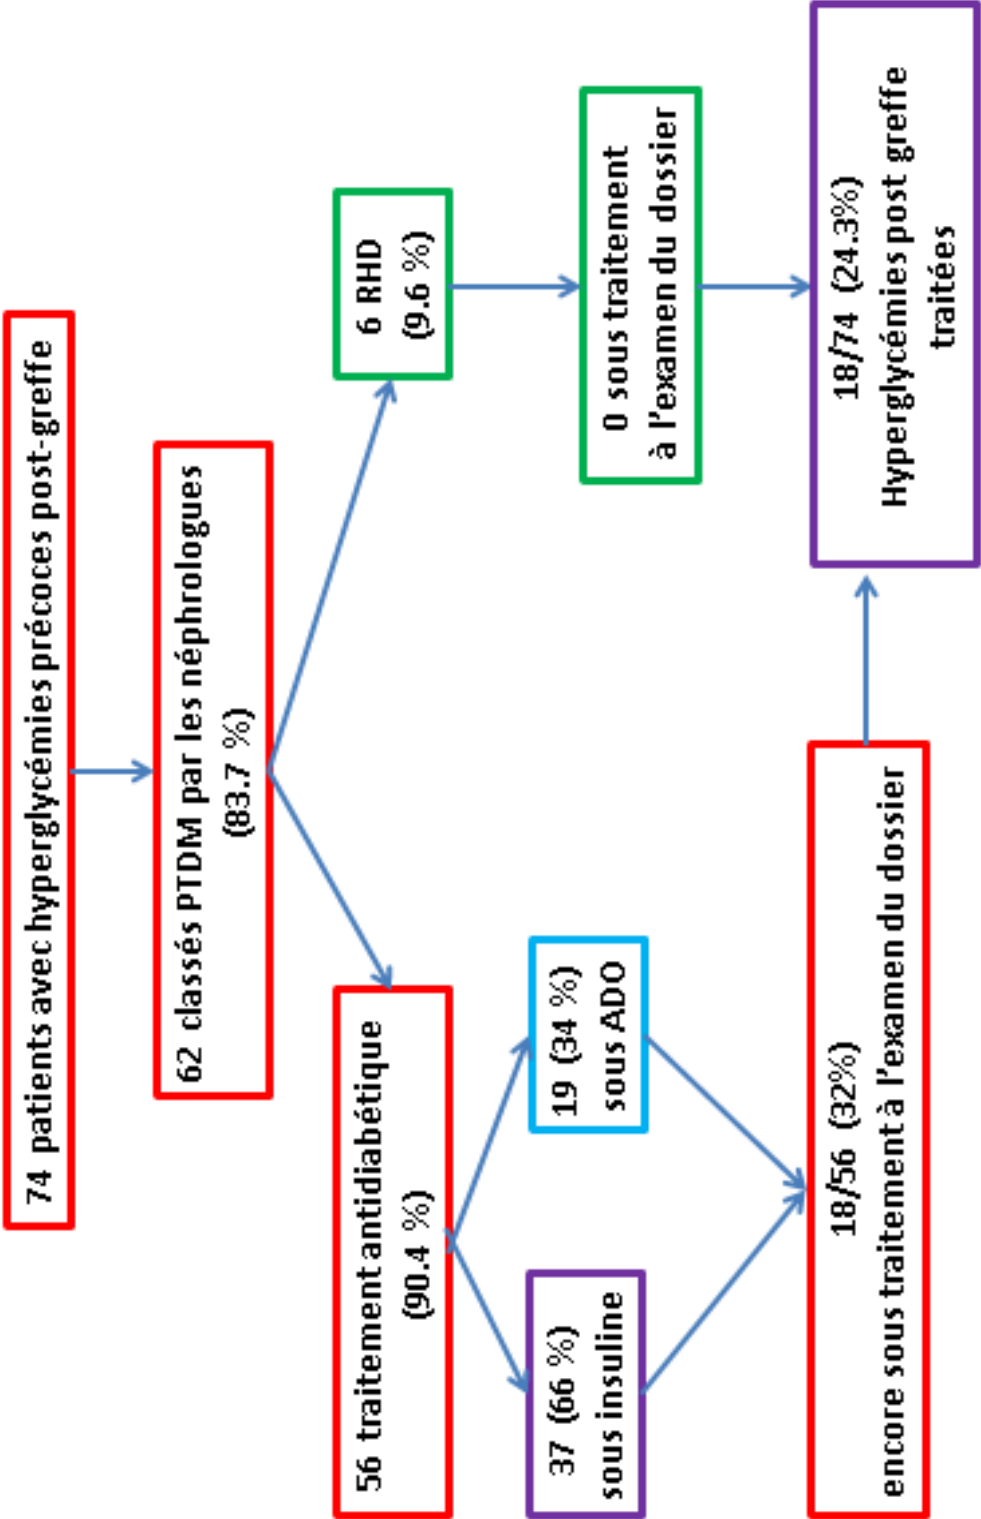 74 patients avec hyperglycémies précoces post-greffe
62 classés PTDM par les néphrologues
(83.7 %)
56 traitement antidiabétique
(90.4 %)
6 RHD
(9.6 %)
37 (66 %)
sous insuline
19 (34 %)
sous ADO
0 sous traitement
à l'examen du dossier
18/56 (32%)
encore sous traitement à l'examen du dossier
18/74 (24.3%)
Hyperglycémies post greffe
traitées